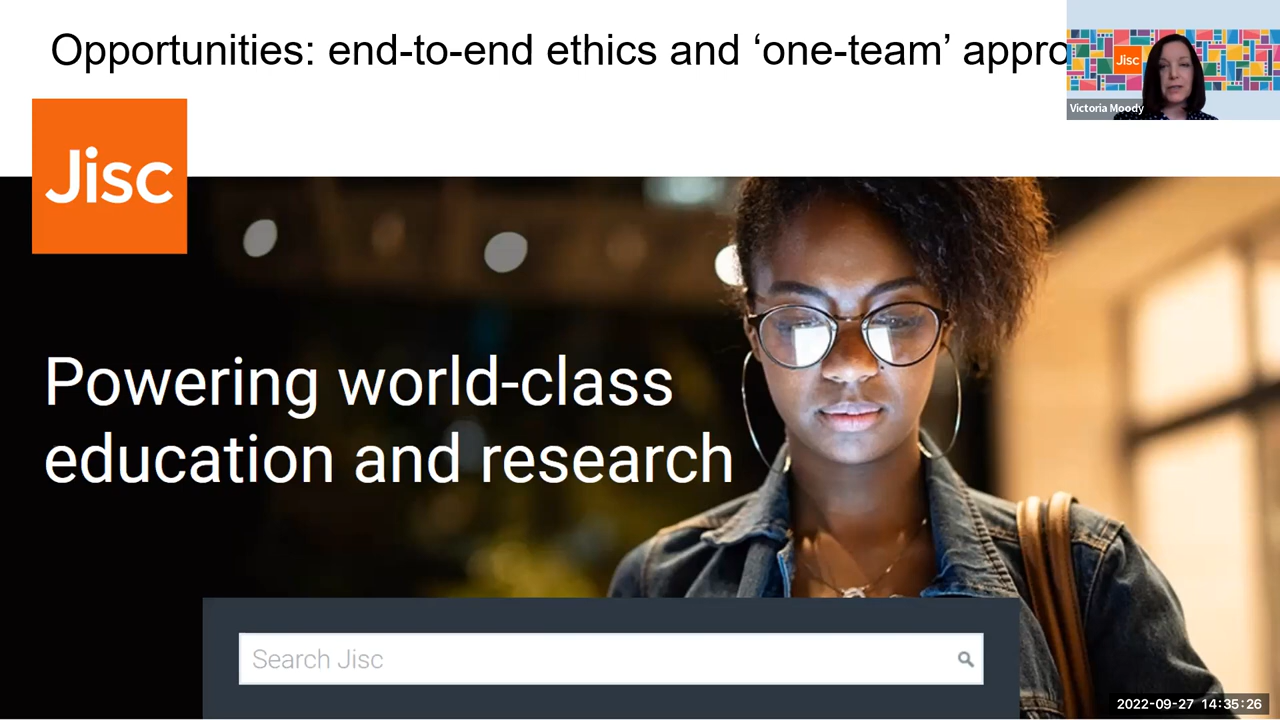 Opportunities: end-to-end ethics and ‘one-team’ appro
Jisc
Victoria Moody
Jisc
Powering world-class
education and research
Search Jisc
2022-09-27 14:35:26